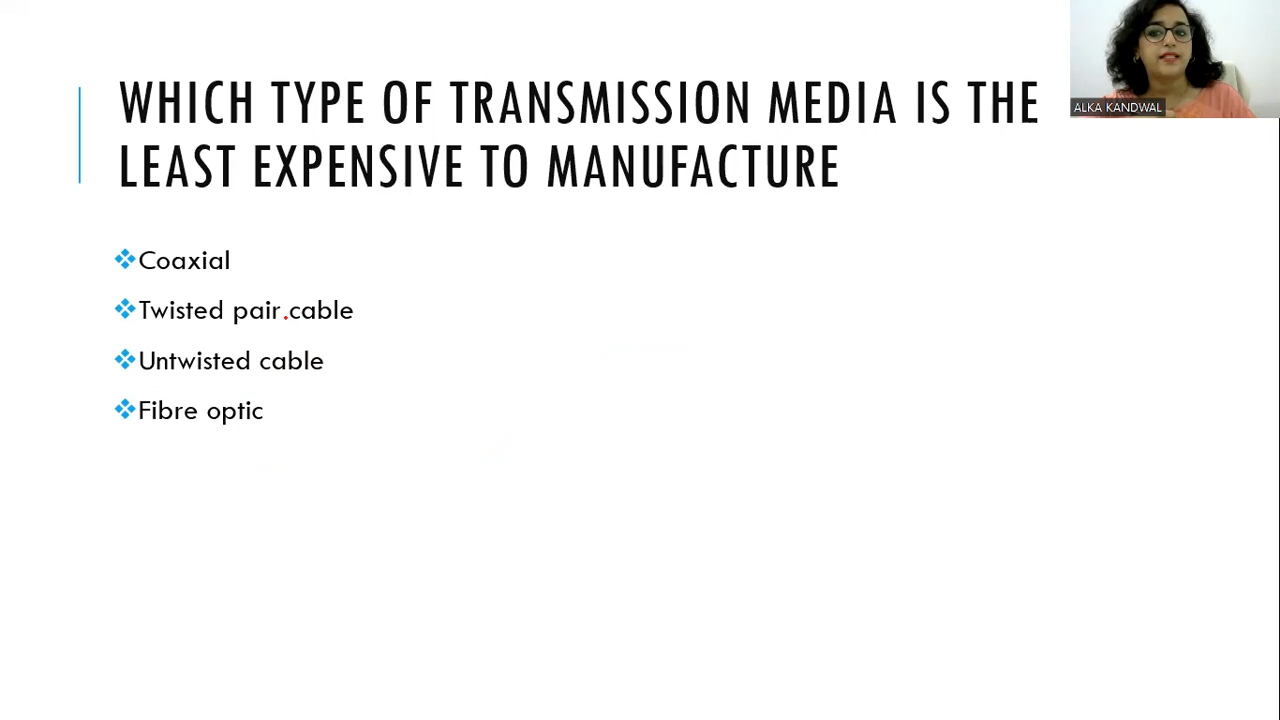 WHICH TYPE OF TRANSMISSION MEDIA IS THE
LEAST EXPENSIVE TO MANUFACTURE
ALKA KANDWAL
Coaxial
Twisted pair.cable
Untwisted cable
Fibre optic